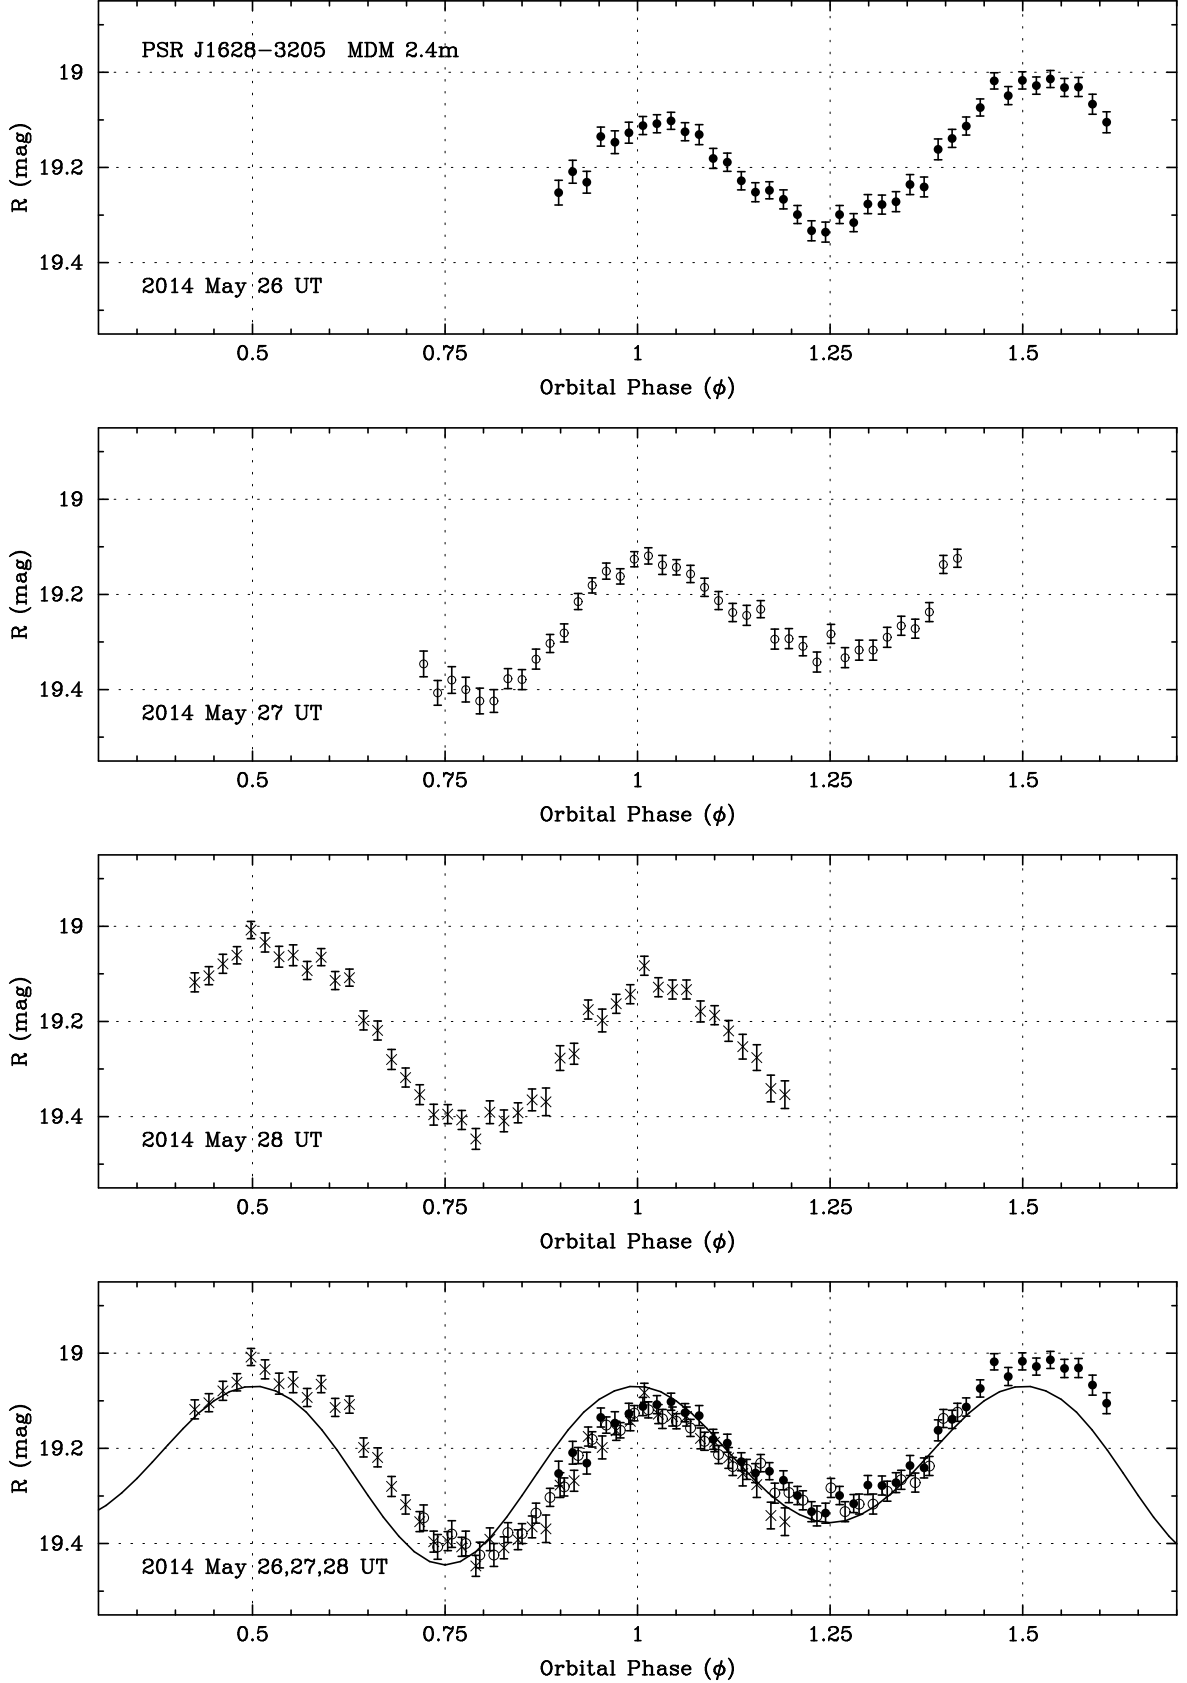 PSR J1628−3205 MDM 2.4m
19
19.2
19.4
R (mag)
2014 May 26 UT
0.5 0.75 1 1.25 1.5
Orbital Phase (ϕ)
19
19.2
19.4
R (mag)
2014 May 27 UT
0.5 0.75 1 1.25 1.5
Orbital Phase (ϕ)
19
19.2
19.4
R (mag)
2014 May 28 UT
0.5 0.75 1 1.25 1.5
Orbital Phase (ϕ)
19
19.2
19.4
R (mag)
2014 May 26,27,28 UT
0.5 0.75 1 1.25 1.5
Orbital Phase (ϕ)